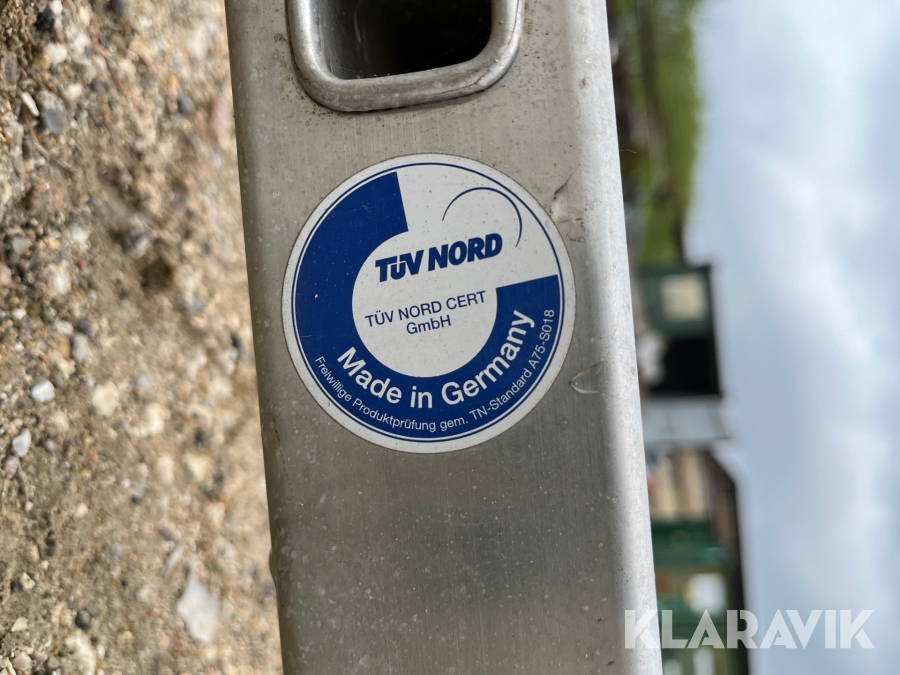 TÜV NORD
TÜV NORD CERT
GmbH
Made in Germany
Freiwillige Produktprüfung gem. TN-Standard A75-S018
KLARAVIK